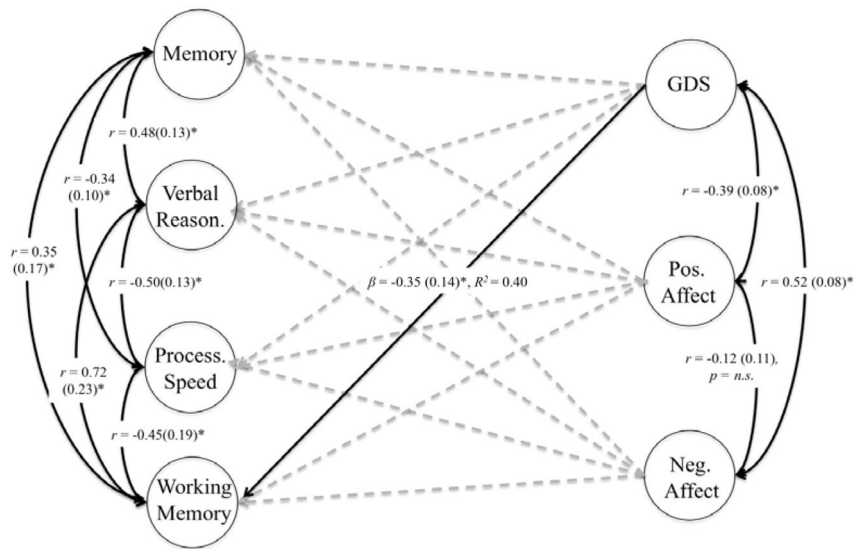 Memory
GDS
r = 0.48(0.13)*
r = -0.34
(0.10)*
Verbal
Reason.
r = -0.39 (0.08)*
r = 0.35
(0.17)*
r = -0.50(0.13)*
β = -0.35 (0.14)*, R² = 0.40
Pos.
Affect
r = 0.52 (0.08)*
Process.
Speed
r = 0.72
(0.23)*
r = -0.12 (0.11),
p = n.s.
r = -0.45(0.19)*
Working
Memory
Neg.
Affect